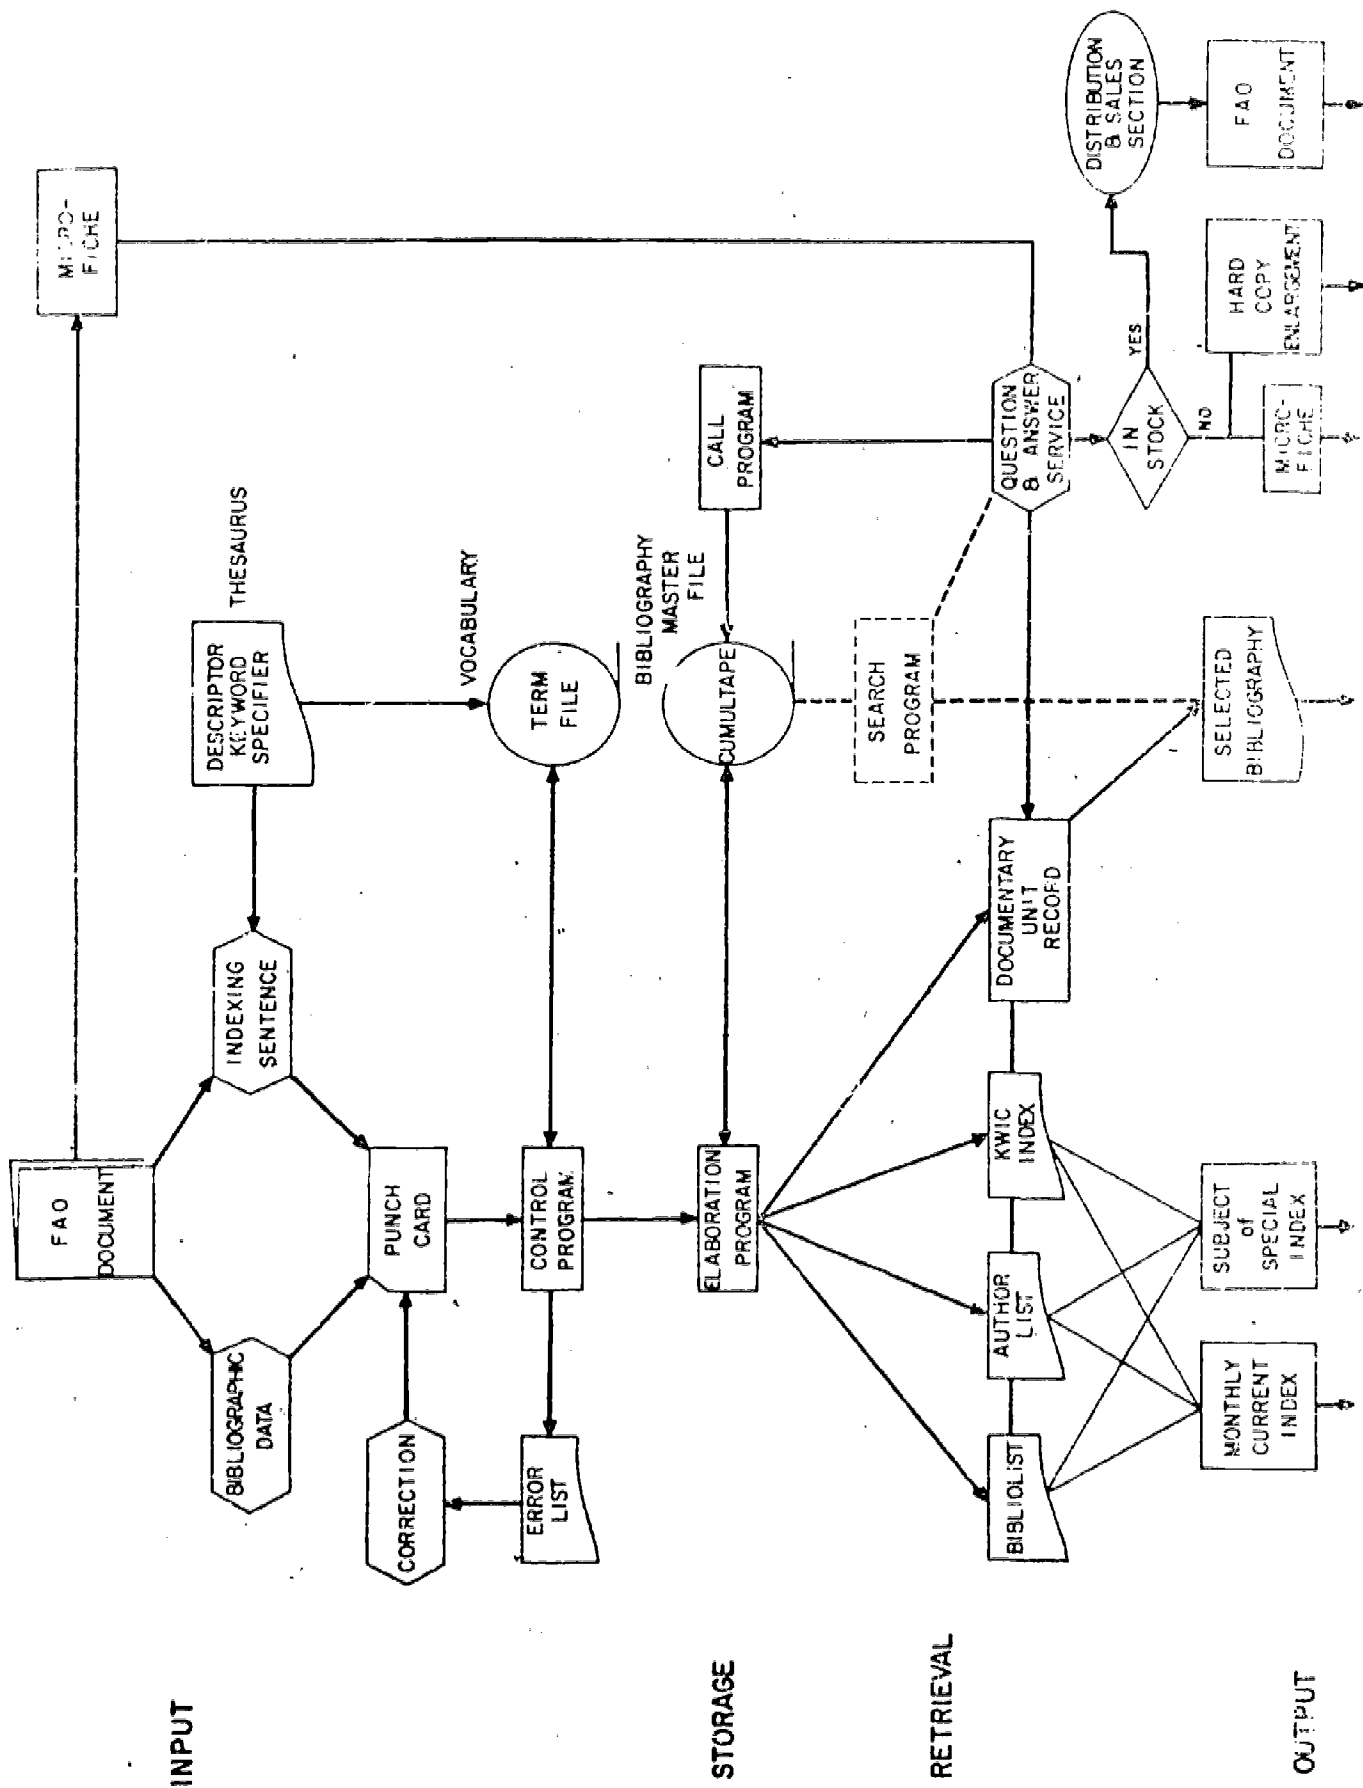 INPUT
FAO
DOCUMENT
MICRO-
FICHE
BIBLIOGRAPHIC
DATA
INDEXING
SENTENCE
DESCRIPTOR
KEYWORD
SPECIFIER
THESAURUS
CORRECTION
PUNCH
CARD
ERROR
LIST
CONTROL
PROGRAM
TERM
FILE
VOCABULARY
STORAGE
ELABORATION
PROGRAM
CUMULTAPE
BIBLIOGRAPHY
MASTER
FILE
CALL
PROGRAM
RETRIEVAL
SEARCH
PROGRAM
BIBLIOLIST
AUTHOR
LIST
KWIC
INDEX
DOCUMENTARY
UNIT
RECORD
QUESTION
& ANSWER
SERVICE
IN
STOCK
YES
NO
DISTRIBUTION
& SALES
SECTION
OUTPUT
MONTHLY
CURRENT
INDEX
SUBJECT
of
SPECIAL
INDEX
SELECTED
BIBLIOGRAPHY
MICRO-
FICHE
HARD
COPY
ENLARGEMENT
FAO
DOCUMENT